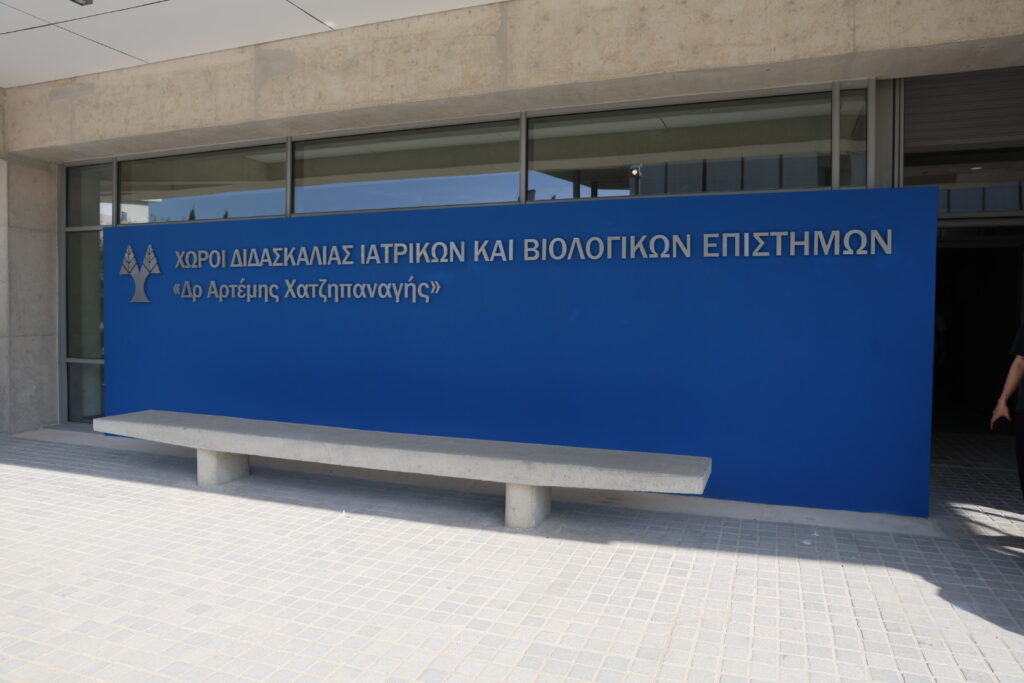 ΧΩΡΟΙ ΔΙΔΑΣΚΑΛΙΑΣ ΙΑΤΡΙΚΩΝ ΚΑΙ ΒΙΟΛΟΓΙΚΩΝ ΕΠΙΣΤΗΜΩΝ
«Δρ Αρτέμης Χατζηπαναγής»